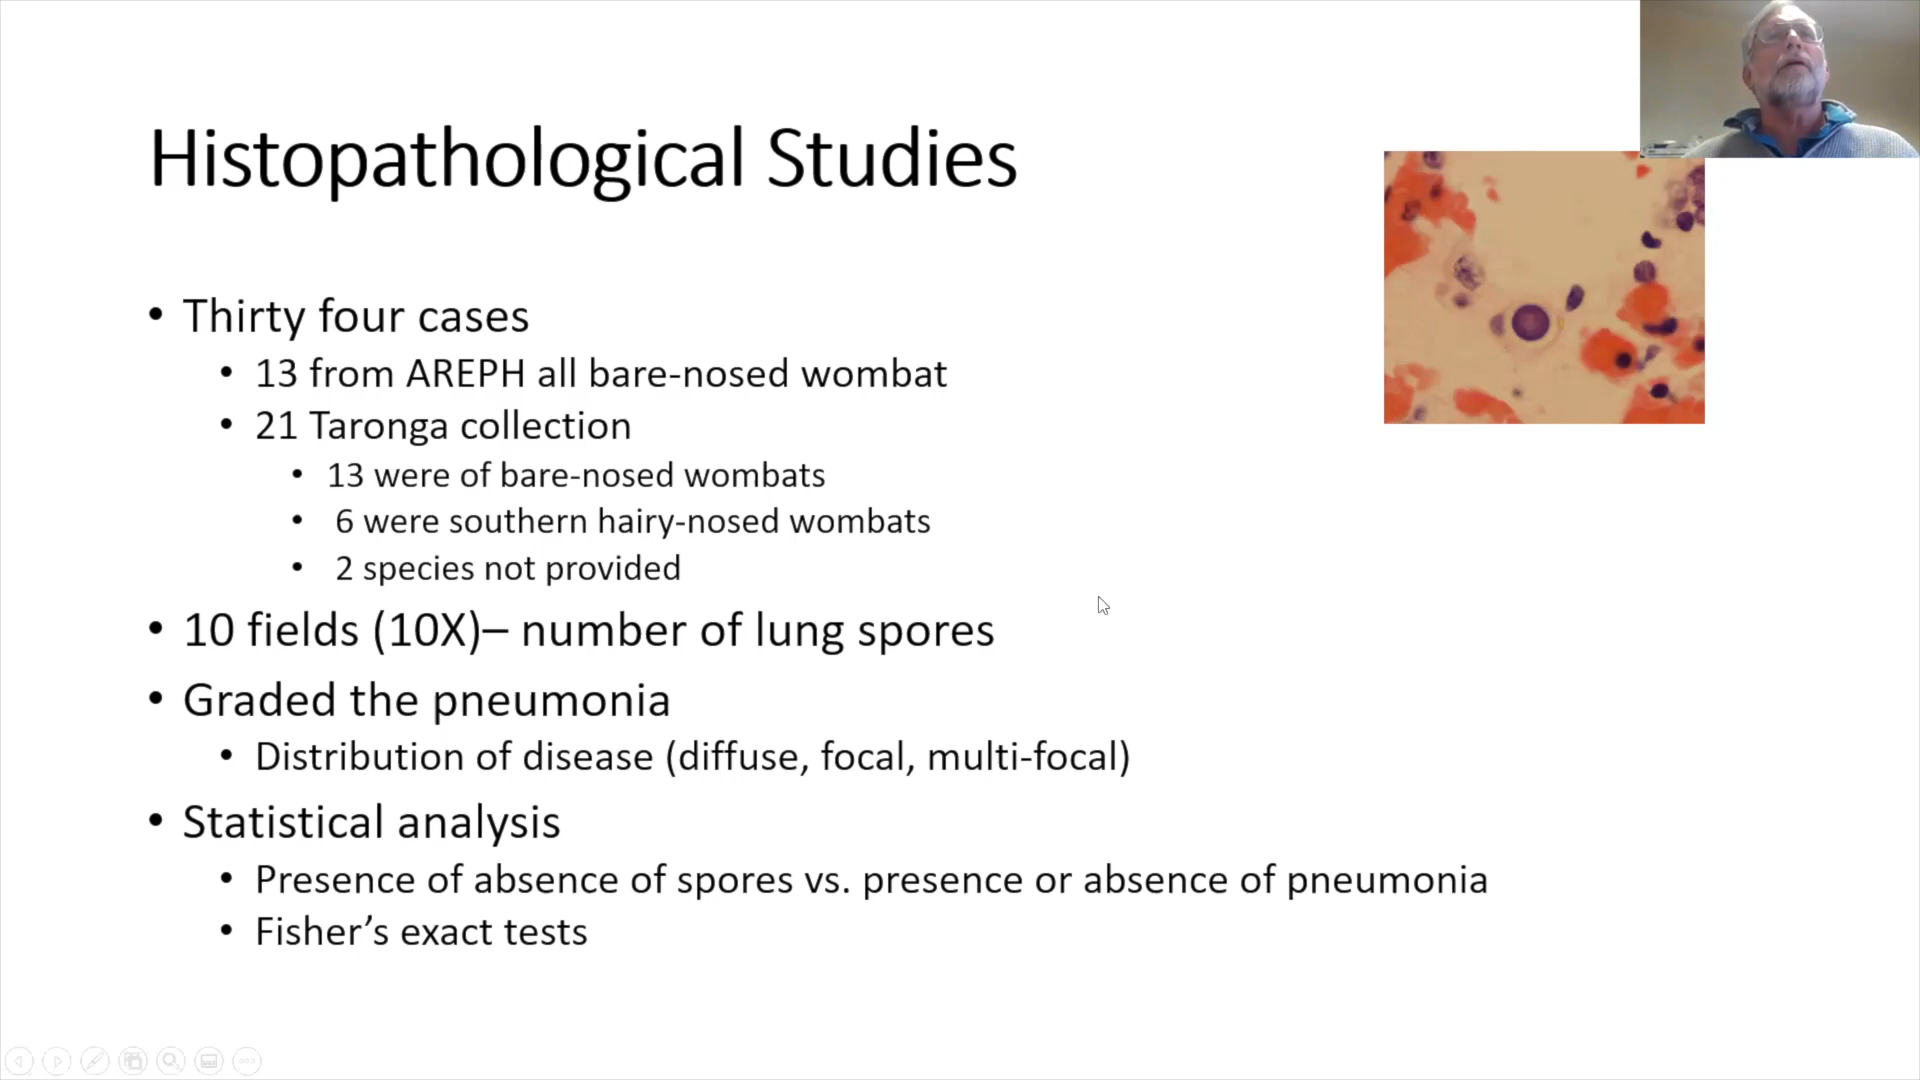 Histopathological Studies
• Thirty four cases
• 13 from AREPH all bare-nosed wombat
• 21 Taronga collection
• 13 were of bare-nosed wombats
• 6 were southern hairy-nosed wombats
• 2 species not provided
• 10 fields (10X)– number of lung spores
• Graded the pneumonia
• Distribution of disease (diffuse, focal, multi-focal)
• Statistical analysis
• Presence of absence of spores vs. presence or absence of pneumonia
• Fisher’s exact tests